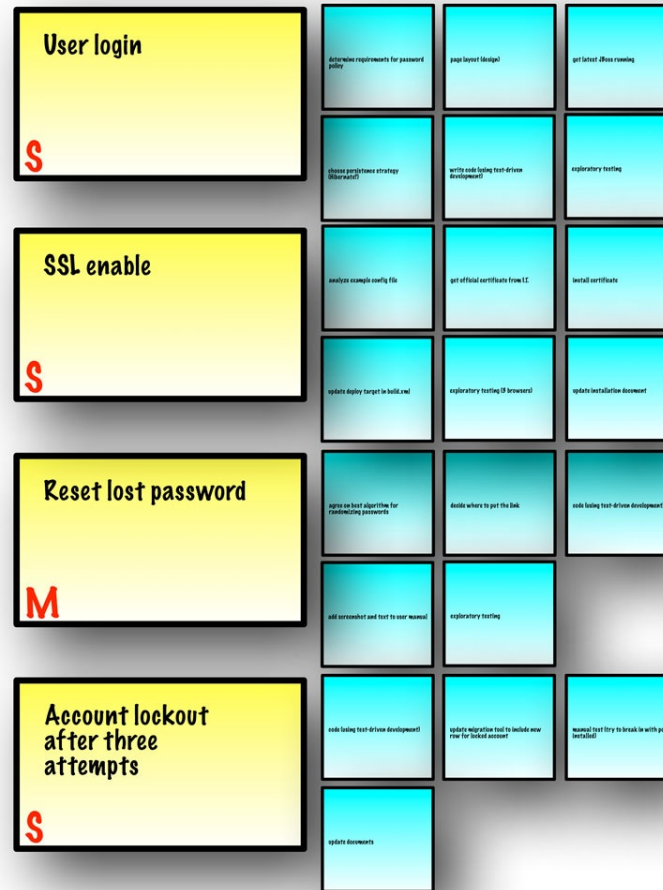 User login
S
determine requirements for password
policy
page layout (design)
get latest JBoss running
choose persistence strategy
(Hibernate?)
write code (using test-driven
development)
exploratory testing
SSL enable
S
analyze example config file
get official certificate from I.T.
install certificate
update deploy target in build.xml
exploratory testing (3 browsers)
update installation document
Reset lost password
M
agree on best algorithm for
randomizing passwords
decide where to put the link
code (using test-driven development)
add screenshot and text to user manual
exploratory testing
Account lockout
after three
attempts
S
code (using test-driven development)
update migration tool to include new
row for locked account
manual test (try to break in with
installed)
update documents